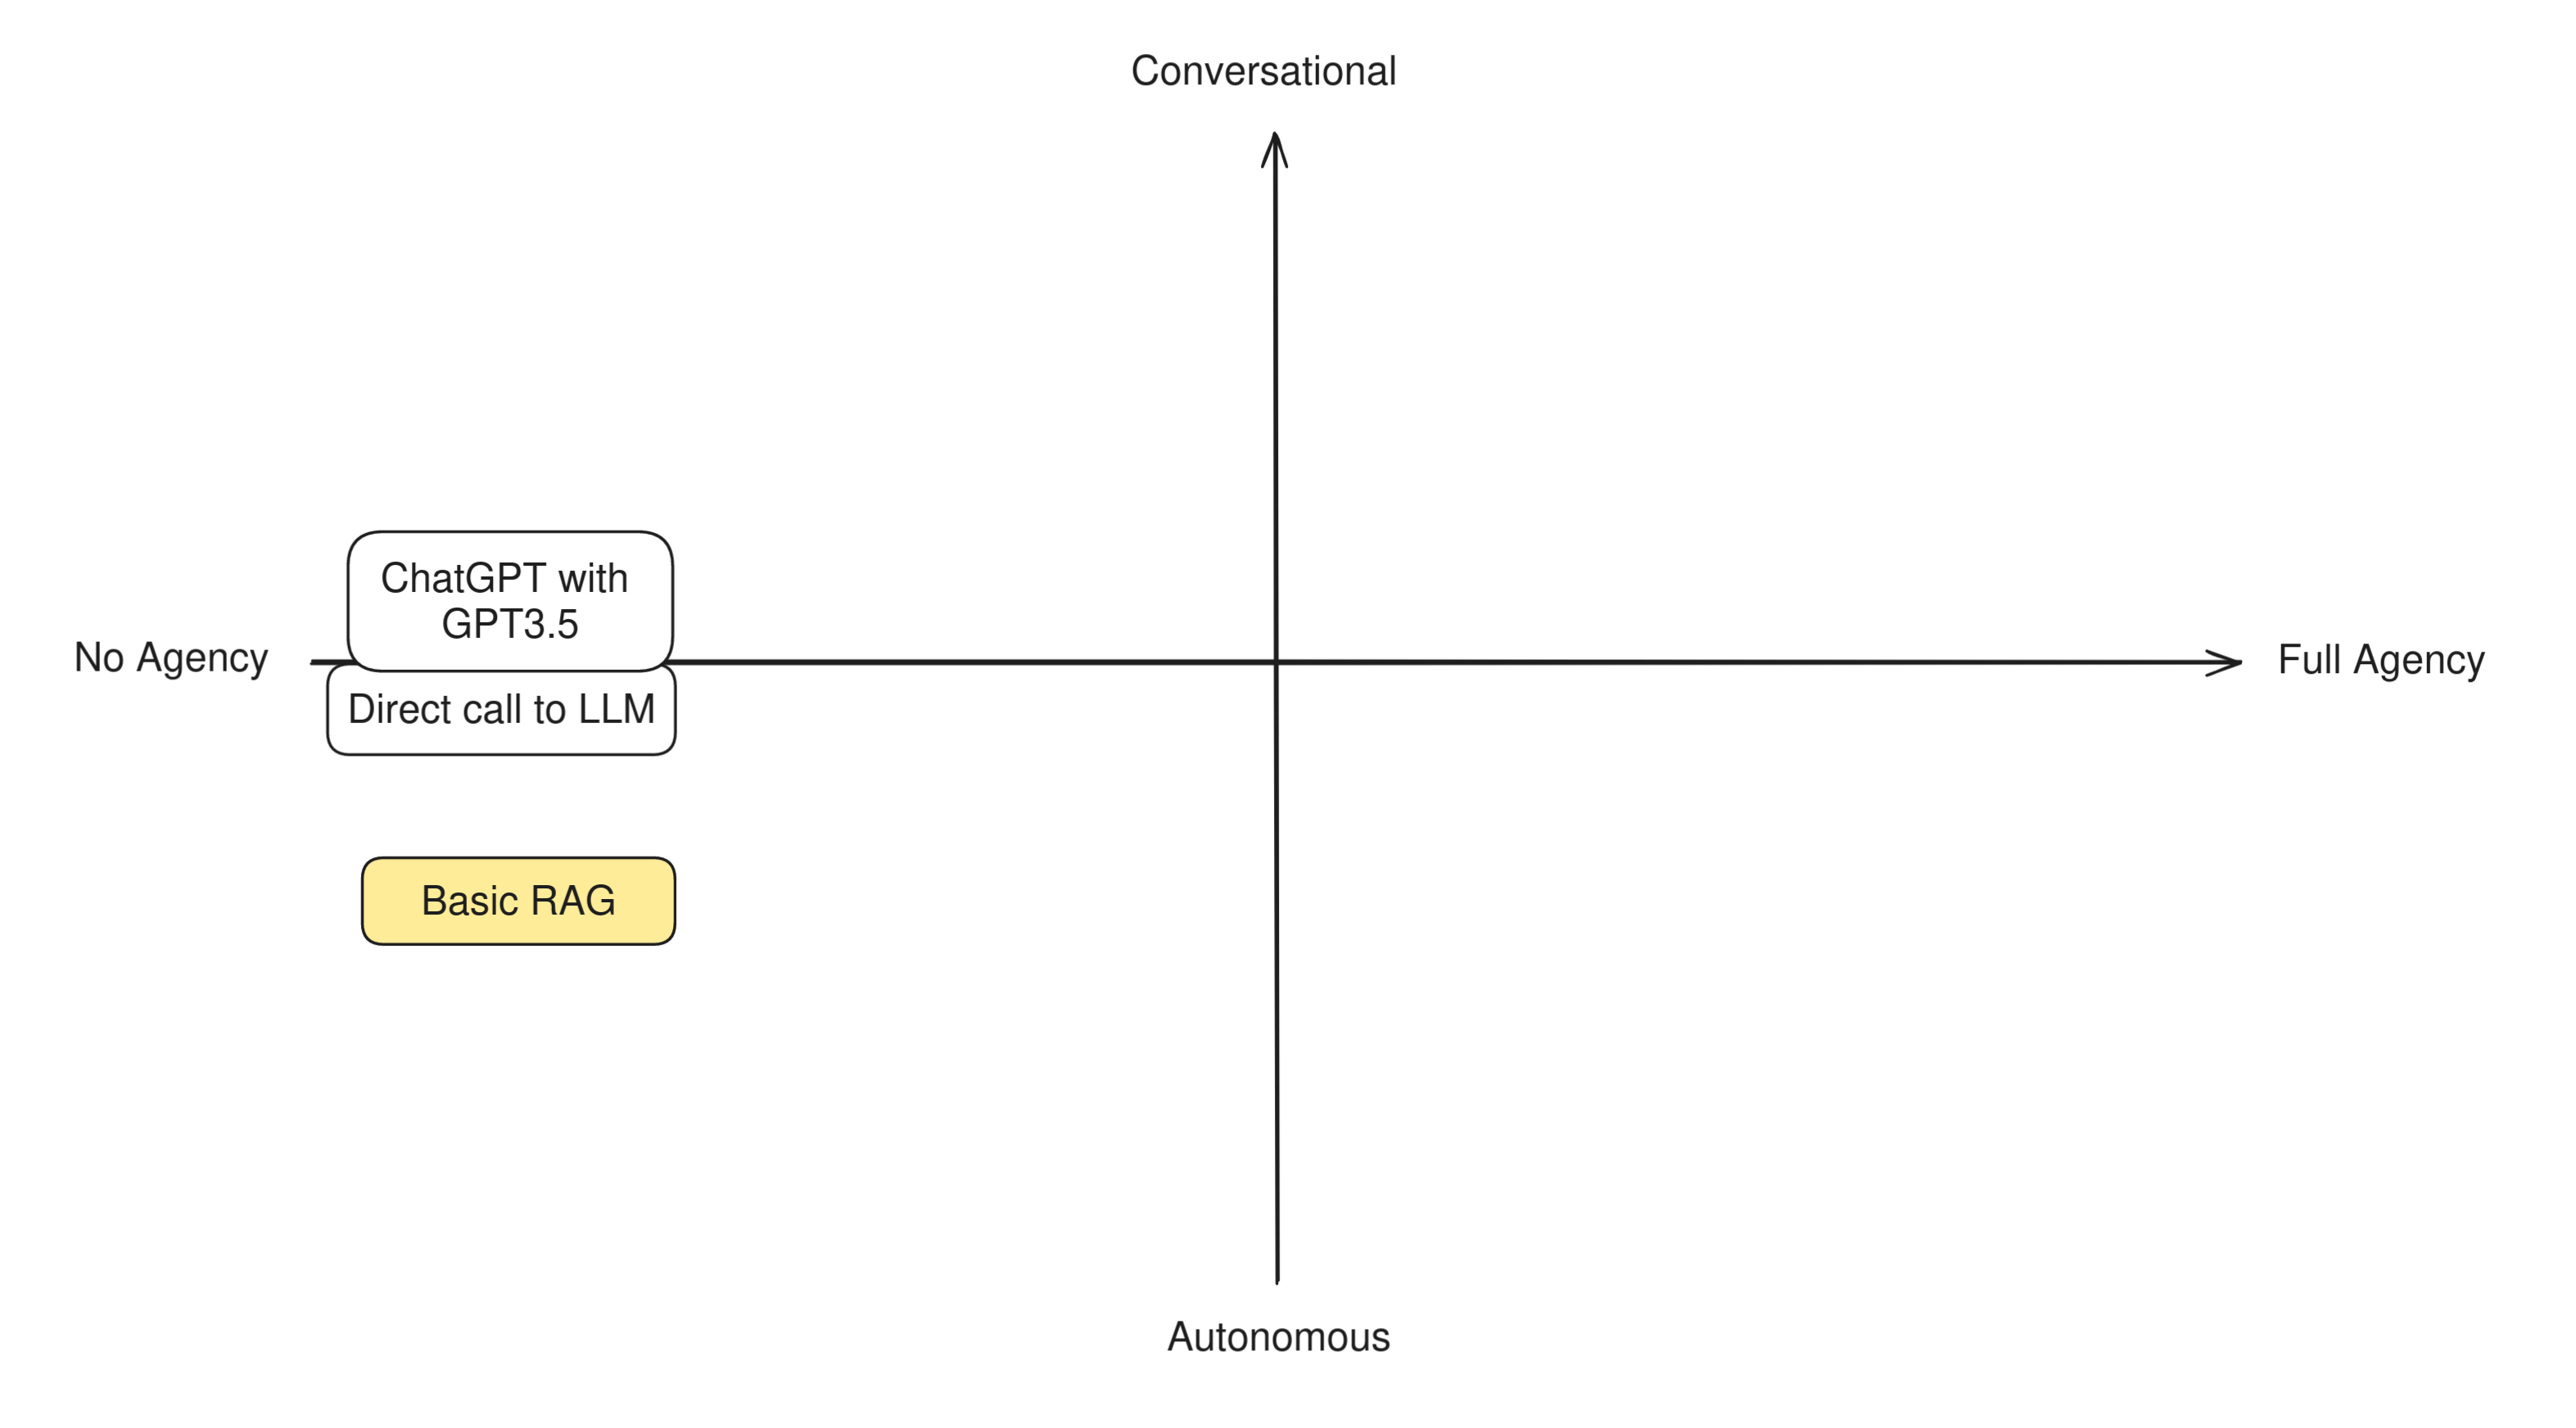 Conversational
ChatGPT with
GPT3.5
No Agency
Full Agency
Direct call to LLM
Basic RAG
Autonomous